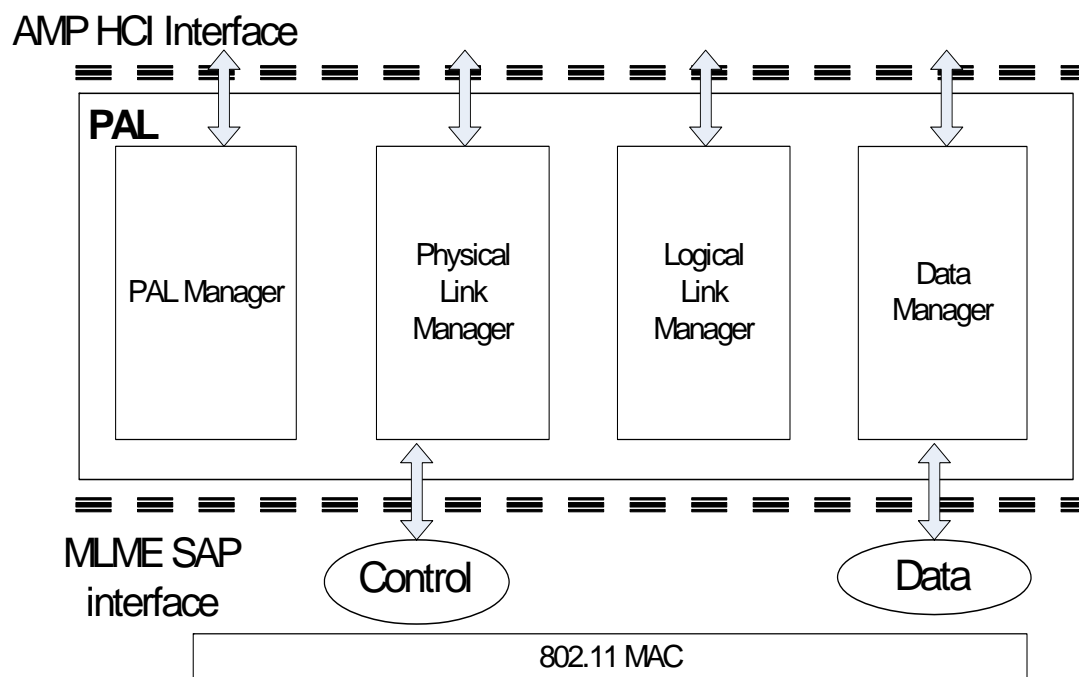 AMP HCI Interface
PAL
PAL Manager
Physical
Link
Manager
Logical
Link
Manager
Data
Manager
MLME SAP
interface
Control
Data
802.11 MAC